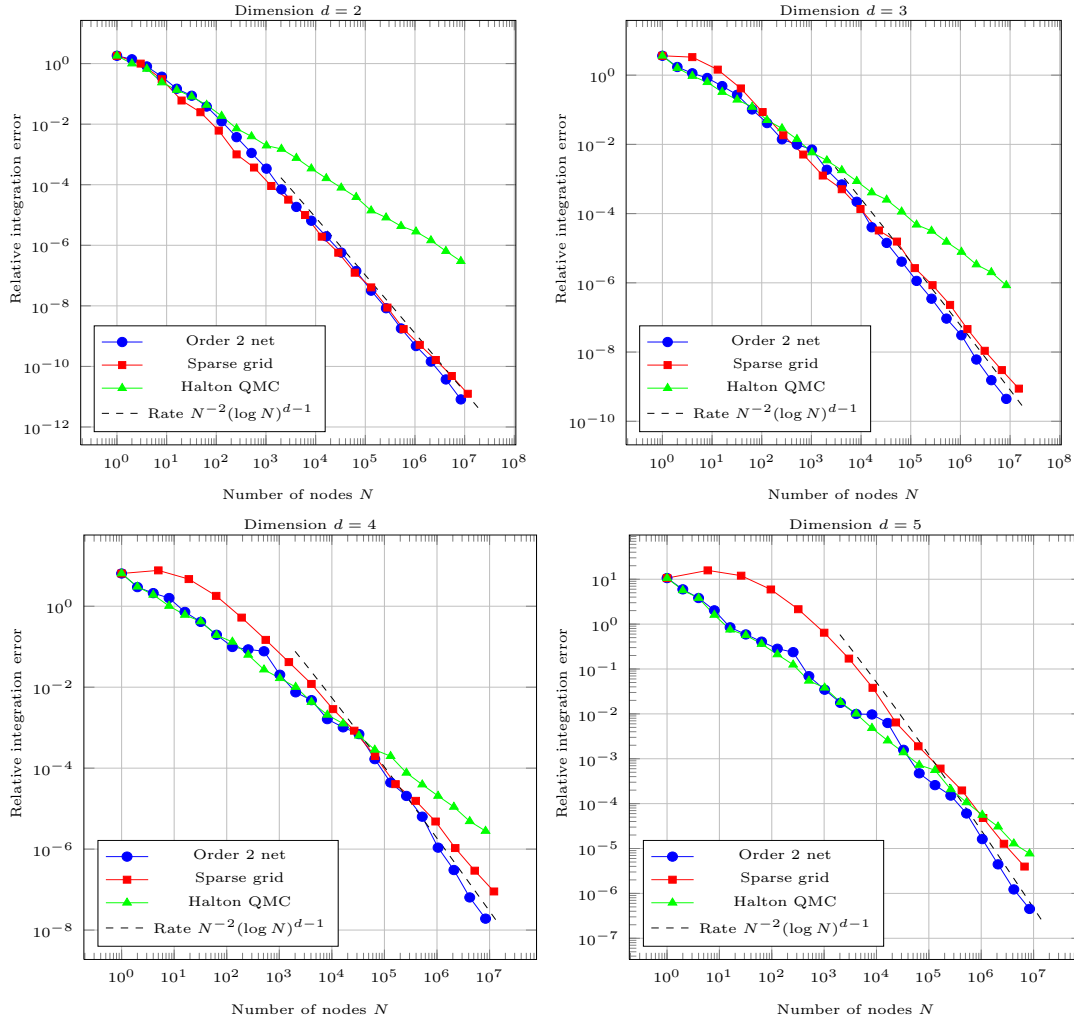 Dimension d = 2
Relative integration error
10^0
10^−2
10^−4
10^−6
10^−8
10^−10
10^−12
Order 2 net
Sparse grid
Halton QMC
Rate N^−2(log N)^d−1
10^0 10^1 10^2 10^3 10^4 10^5 10^6 10^7 10^8
Number of nodes N
Dimension d = 3
Relative integration error
10^0
10^−2
10^−4
10^−6
10^−8
10^−10
Order 2 net
Sparse grid
Halton QMC
Rate N^−2(log N)^d−1
10^0 10^1 10^2 10^3 10^4 10^5 10^6 10^7 10^8
Number of nodes N
Dimension d = 4
Relative integration error
10^0
10^−2
10^−4
10^−6
10^−8
Order 2 net
Sparse grid
Halton QMC
Rate N^−2(log N)^d−1
10^0 10^1 10^2 10^3 10^4 10^5 10^6 10^7
Number of nodes N
Dimension d = 5
Relative integration error
10^1
10^0
10^−1
10^−2
10^−3
10^−4
10^−5
10^−6
10^−7
Order 2 net
Sparse grid
Halton QMC
Rate N^−2(log N)^d−1
10^0 10^1 10^2 10^3 10^4 10^5 10^6 10^7
Number of nodes N